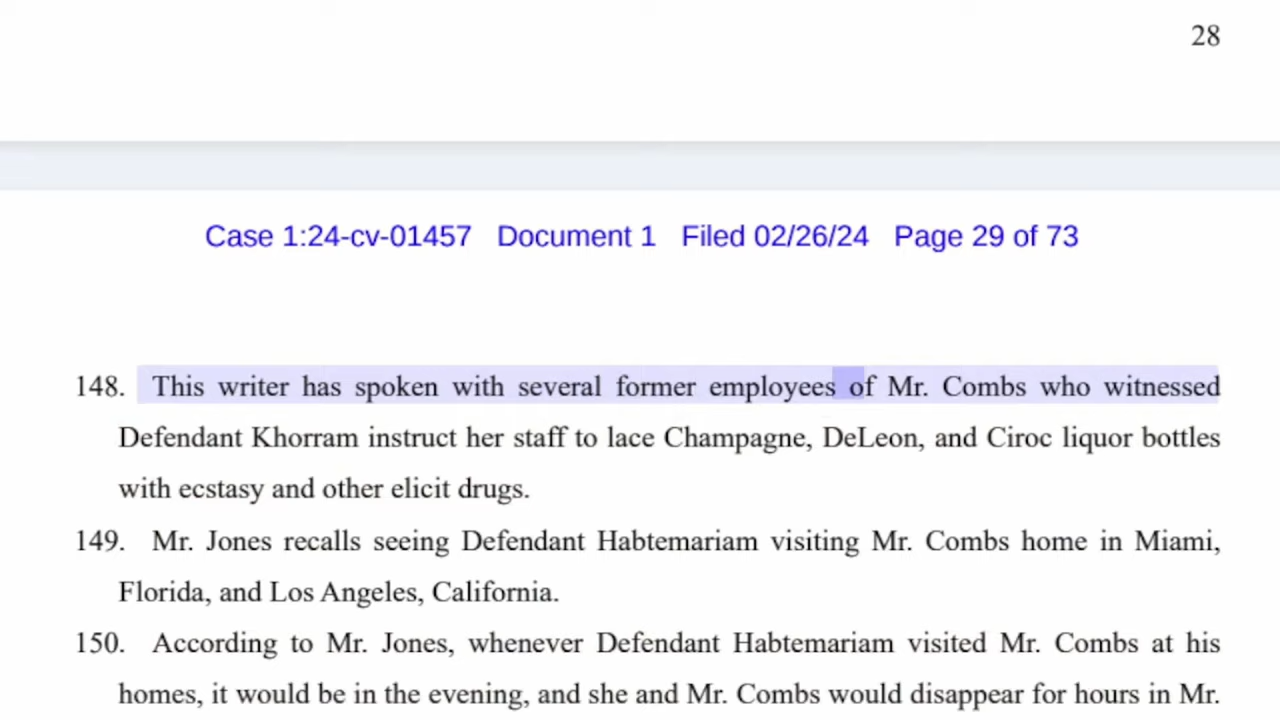 28
Case 1:24-cv-01457 Document 1 Filed 02/26/24 Page 29 of 73
148. This writer has spoken with several former employees of Mr. Combs who witnessed
Defendant Khorram instruct her staff to lace Champagne, DeLeon, and Ciroc liquor bottles
with ecstasy and other elicit drugs.
149. Mr. Jones recalls seeing Defendant Habtemariam visiting Mr. Combs home in Miami,
Florida, and Los Angeles, California.
150. According to Mr. Jones, whenever Defendant Habtemariam visited Mr. Combs at his
homes, it would be in the evening, and she and Mr. Combs would disappear for hours in Mr.